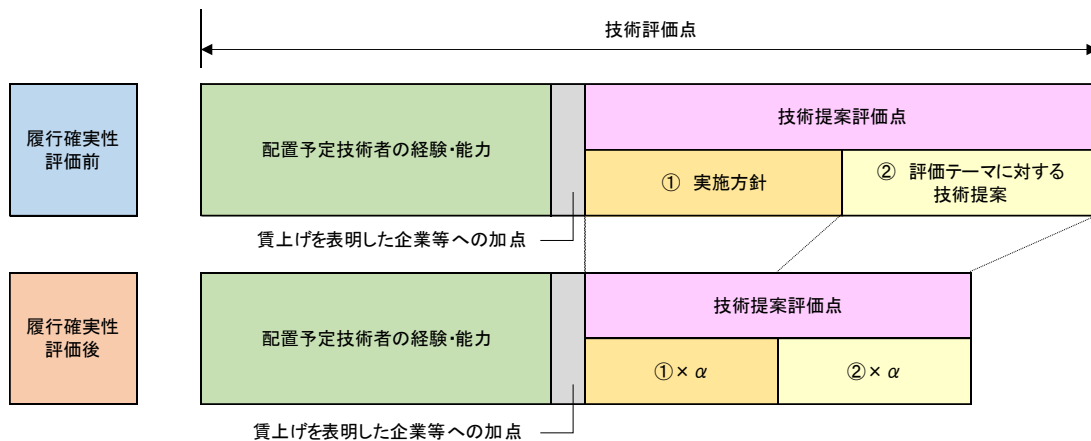 技術評価点
履行確実性
評価前
配置予定技術者の経験・能力
技術提案評価点
① 実施方針
② 評価テーマに対する
技術提案
賃上げを表明した企業等への加点
履行確実性
評価後
配置予定技術者の経験・能力
技術提案評価点
①× α
②× α
賃上げを表明した企業等への加点